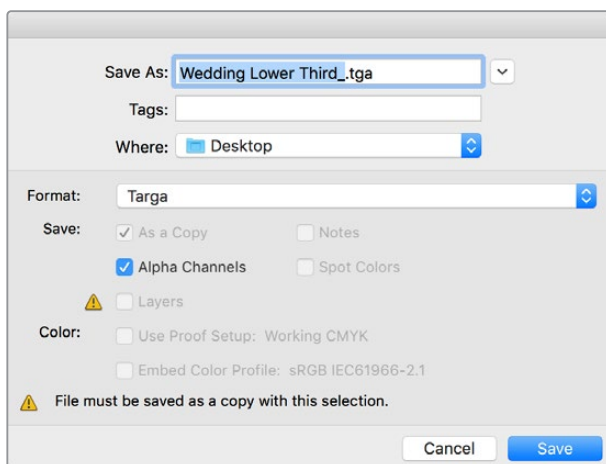 Save As: Wedding Lower Third_.tga
Tags:
Where: Desktop
Format: Targa
Save: As a Copy Notes
Alpha Channels Spot Colors
Layers
Color: Use Proof Setup: Working CMYK
Embed Color Profile: sRGB IEC61966-2.1
File must be saved as a copy with this selection.
Cancel Save